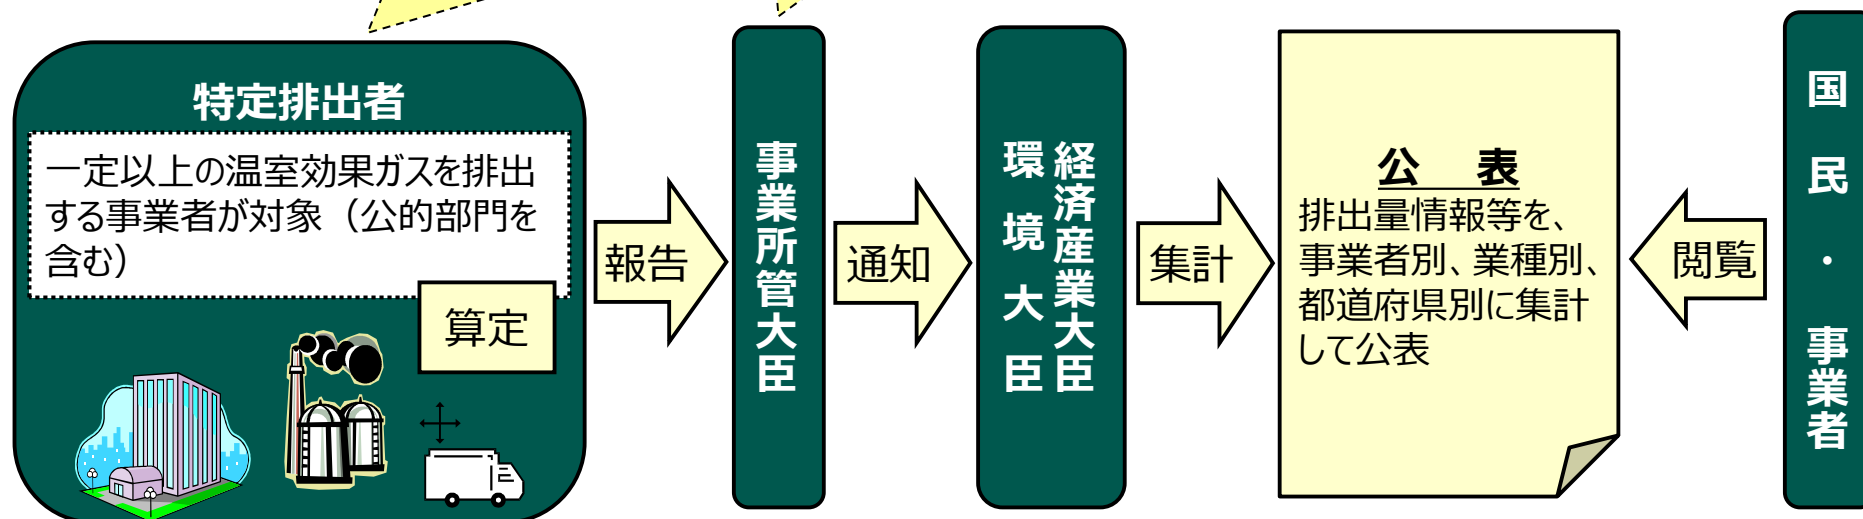 特定排出者
一定以上の温室効果ガスを排出
する事業者が対象（公的部門を
含む）
算定
報告
事業所管大臣
通知
経済産業大臣
環境大臣
集計
公　表
排出量情報等を、
事業者別、業種別、
都道府県別に集計
して公表
閲覧
国民・事業者